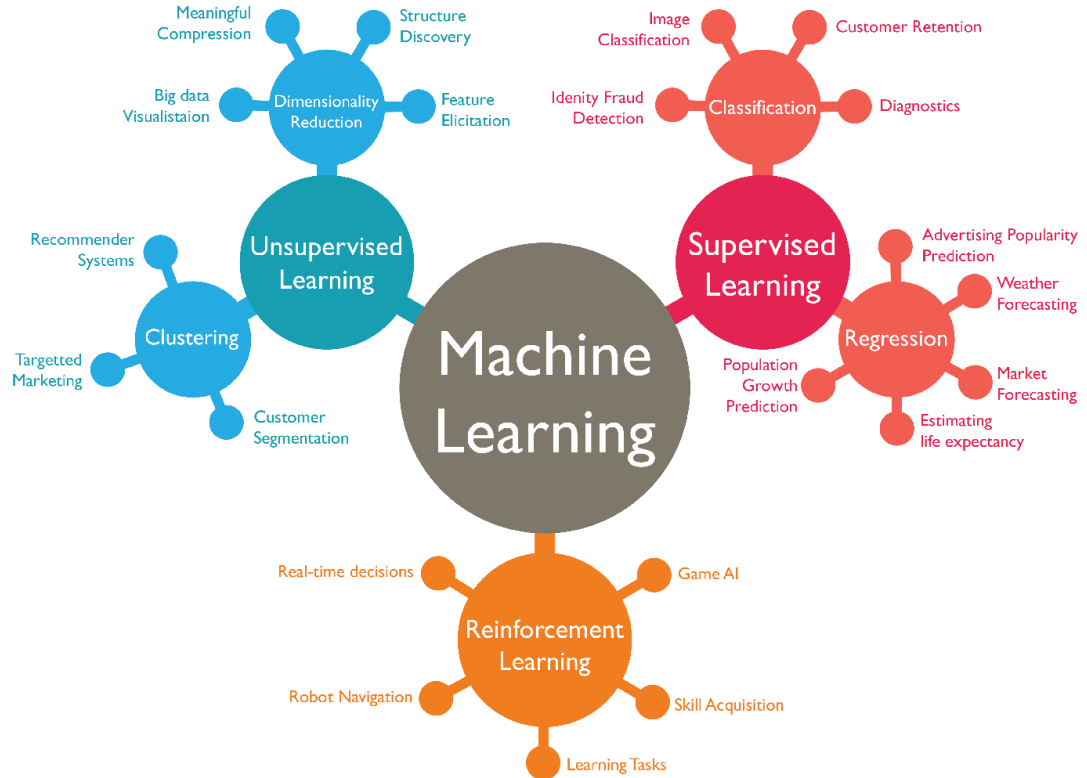 Meaningful
Compression
Structure
Discovery
Big data
Visualistaion
Dimensionality
Reduction
Feature
Elicitation
Image
Classification
Customer Retention
Idenity Fraud
Detection
Classification
Diagnostics
Unsupervised
Learning
Recommender
Systems
Clustering
Targetted
Marketing
Customer
Segmentation
Supervised
Learning
Advertising Popularity
Prediction
Weather
Forecasting
Regression
Population
Growth
Prediction
Market
Forecasting
Estimating
life expectancy
Machine
Learning
Real-time decisions
Game AI
Reinforcement
Learning
Robot Navigation
Skill Acquisition
Learning Tasks